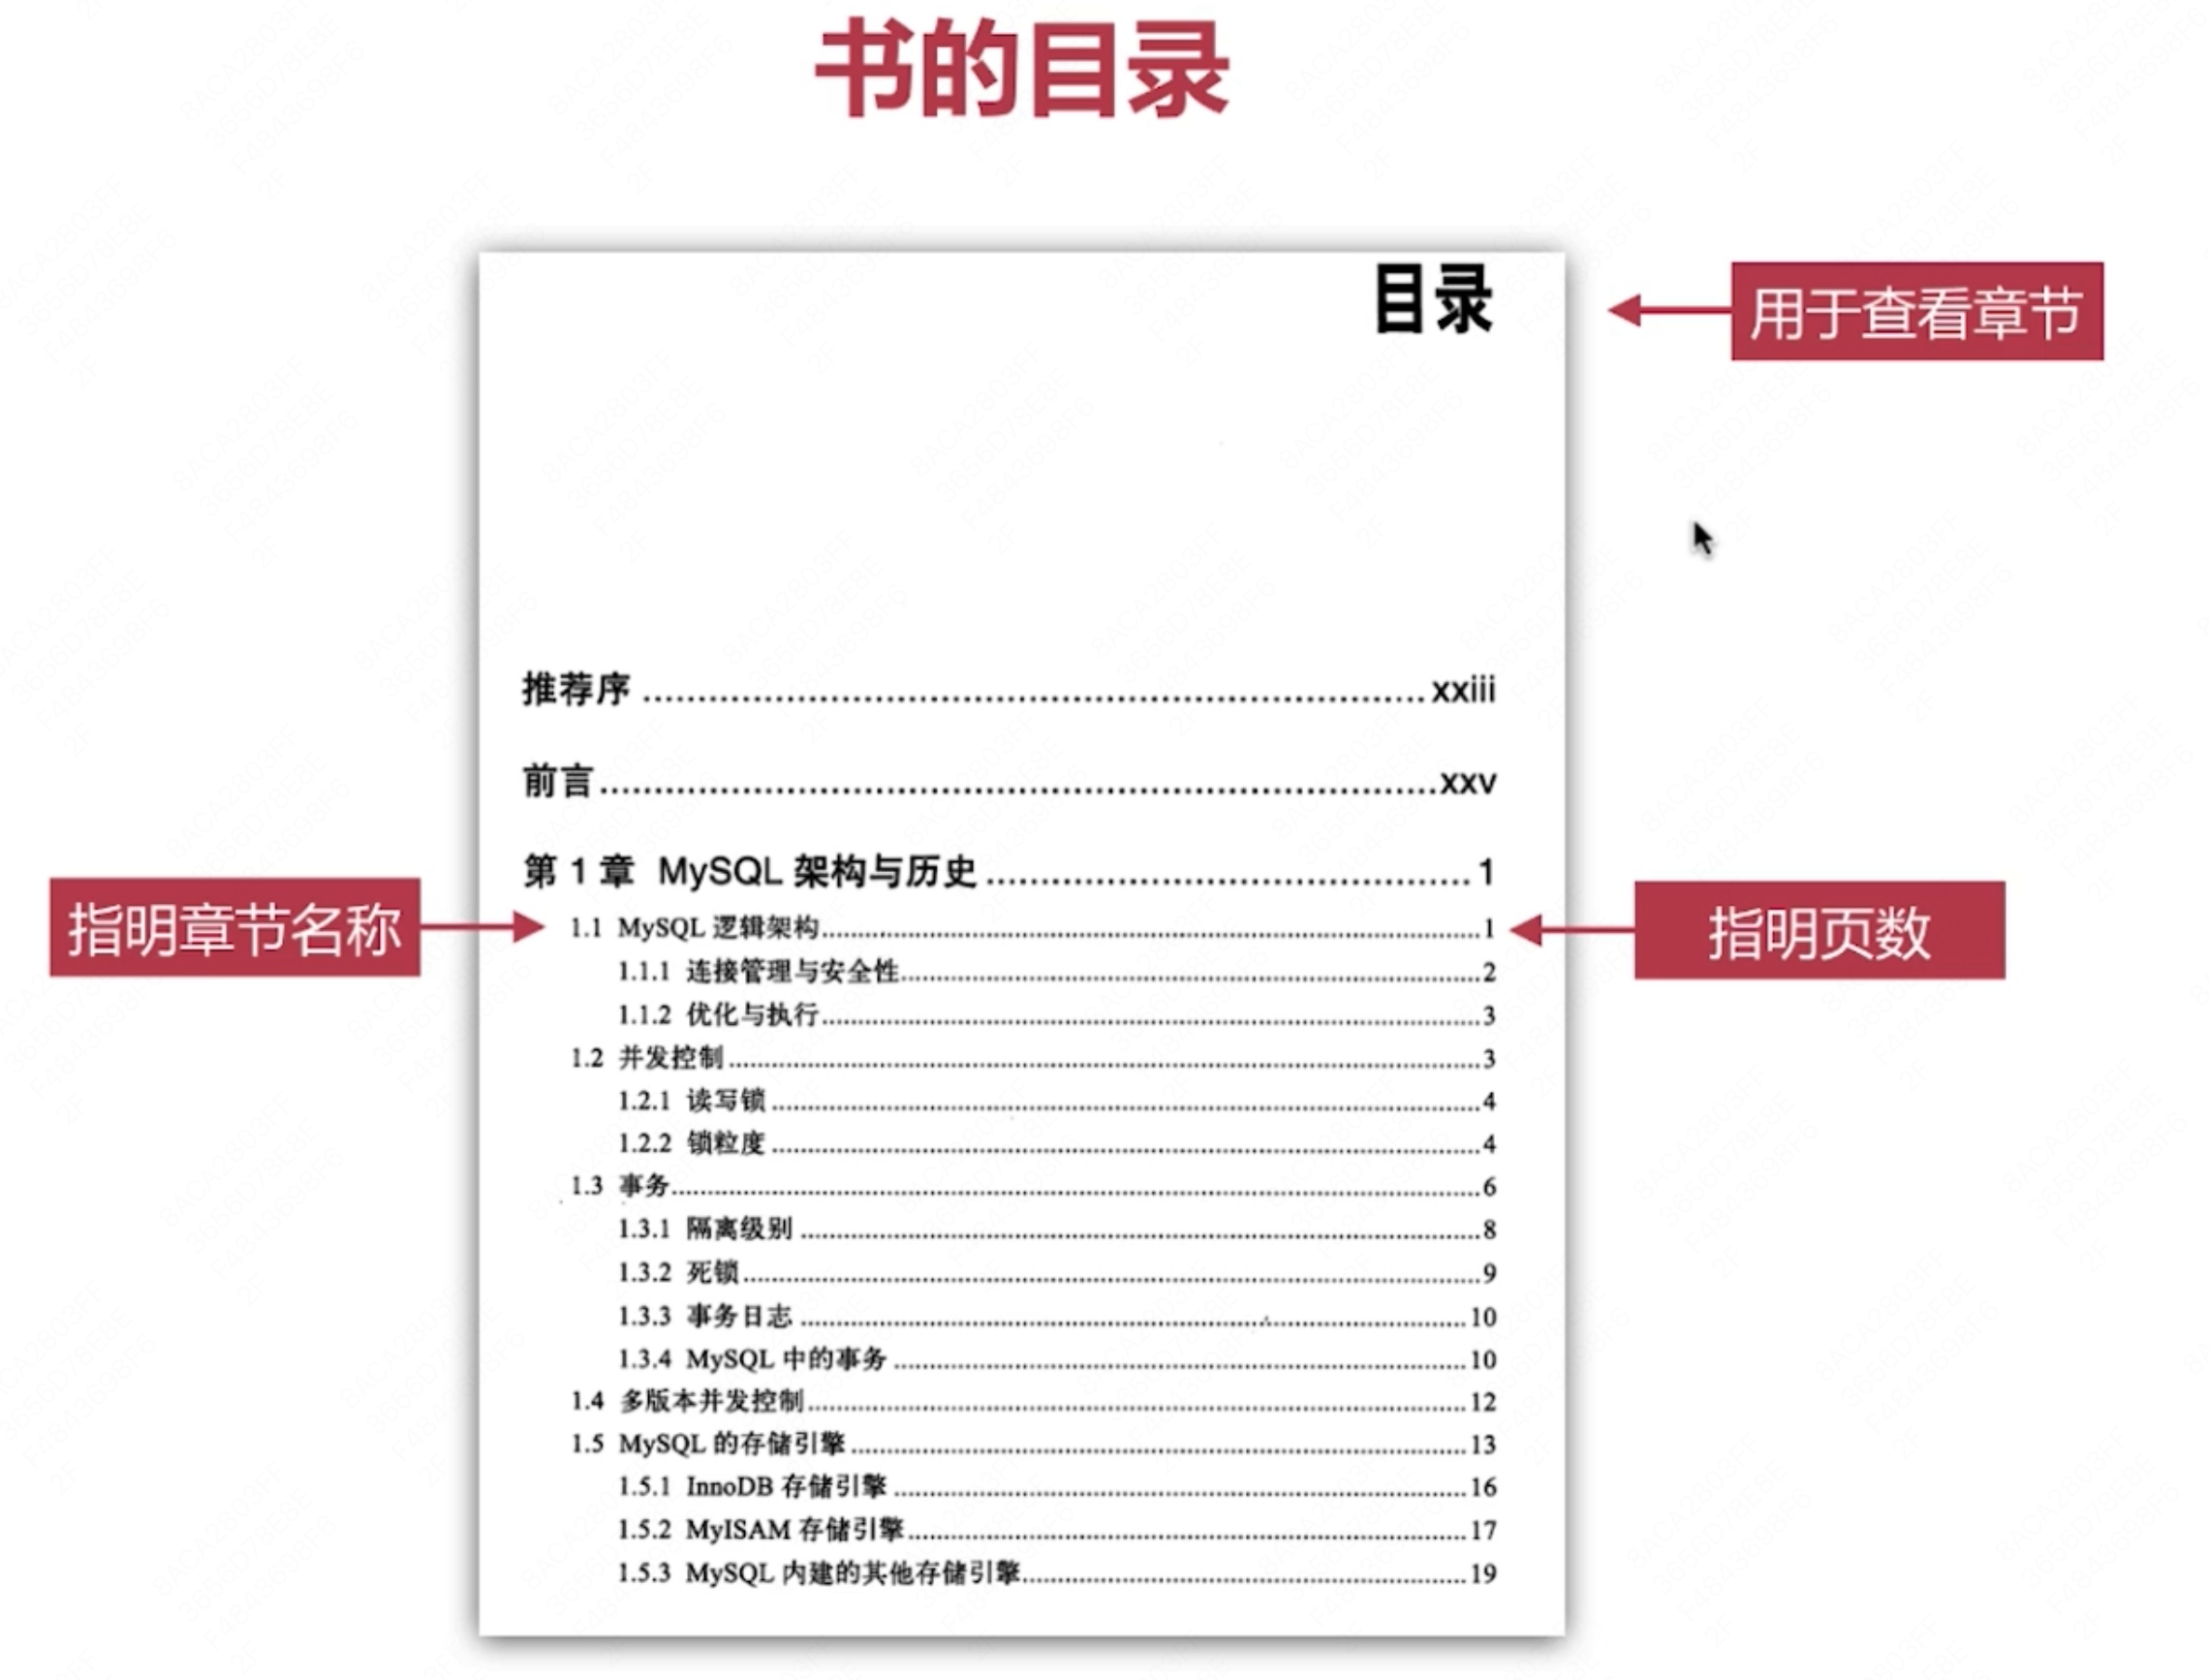 书的目录
目录
用于查看章节
推荐序 ........ xxiii
前言 ........ xxv
第 1 章 MySQL 架构与历史 ........ 1
指明章节名称
1.1 MySQL 逻辑架构 ........ 1
指明页数
1.1.1 连接管理与安全性 ........ 2
1.1.2 优化与执行 ........ 3
1.2 并发控制 ........ 3
1.2.1 读写锁 ........ 4
1.2.2 锁粒度 ........ 4
1.3 事务 ........ 6
1.3.1 隔离级别 ........ 8
1.3.2 死锁 ........ 9
1.3.3 事务日志 ........ 10
1.3.4 MySQL 中的事务 ........ 10
1.4 多版本并发控制 ........ 12
1.5 MySQL 的存储引擎 ........ 13
1.5.1 InnoDB 存储引擎 ........ 16
1.5.2 MyISAM 存储引擎 ........ 17
1.5.3 MySQL 内建的其他存储引擎 ........ 19